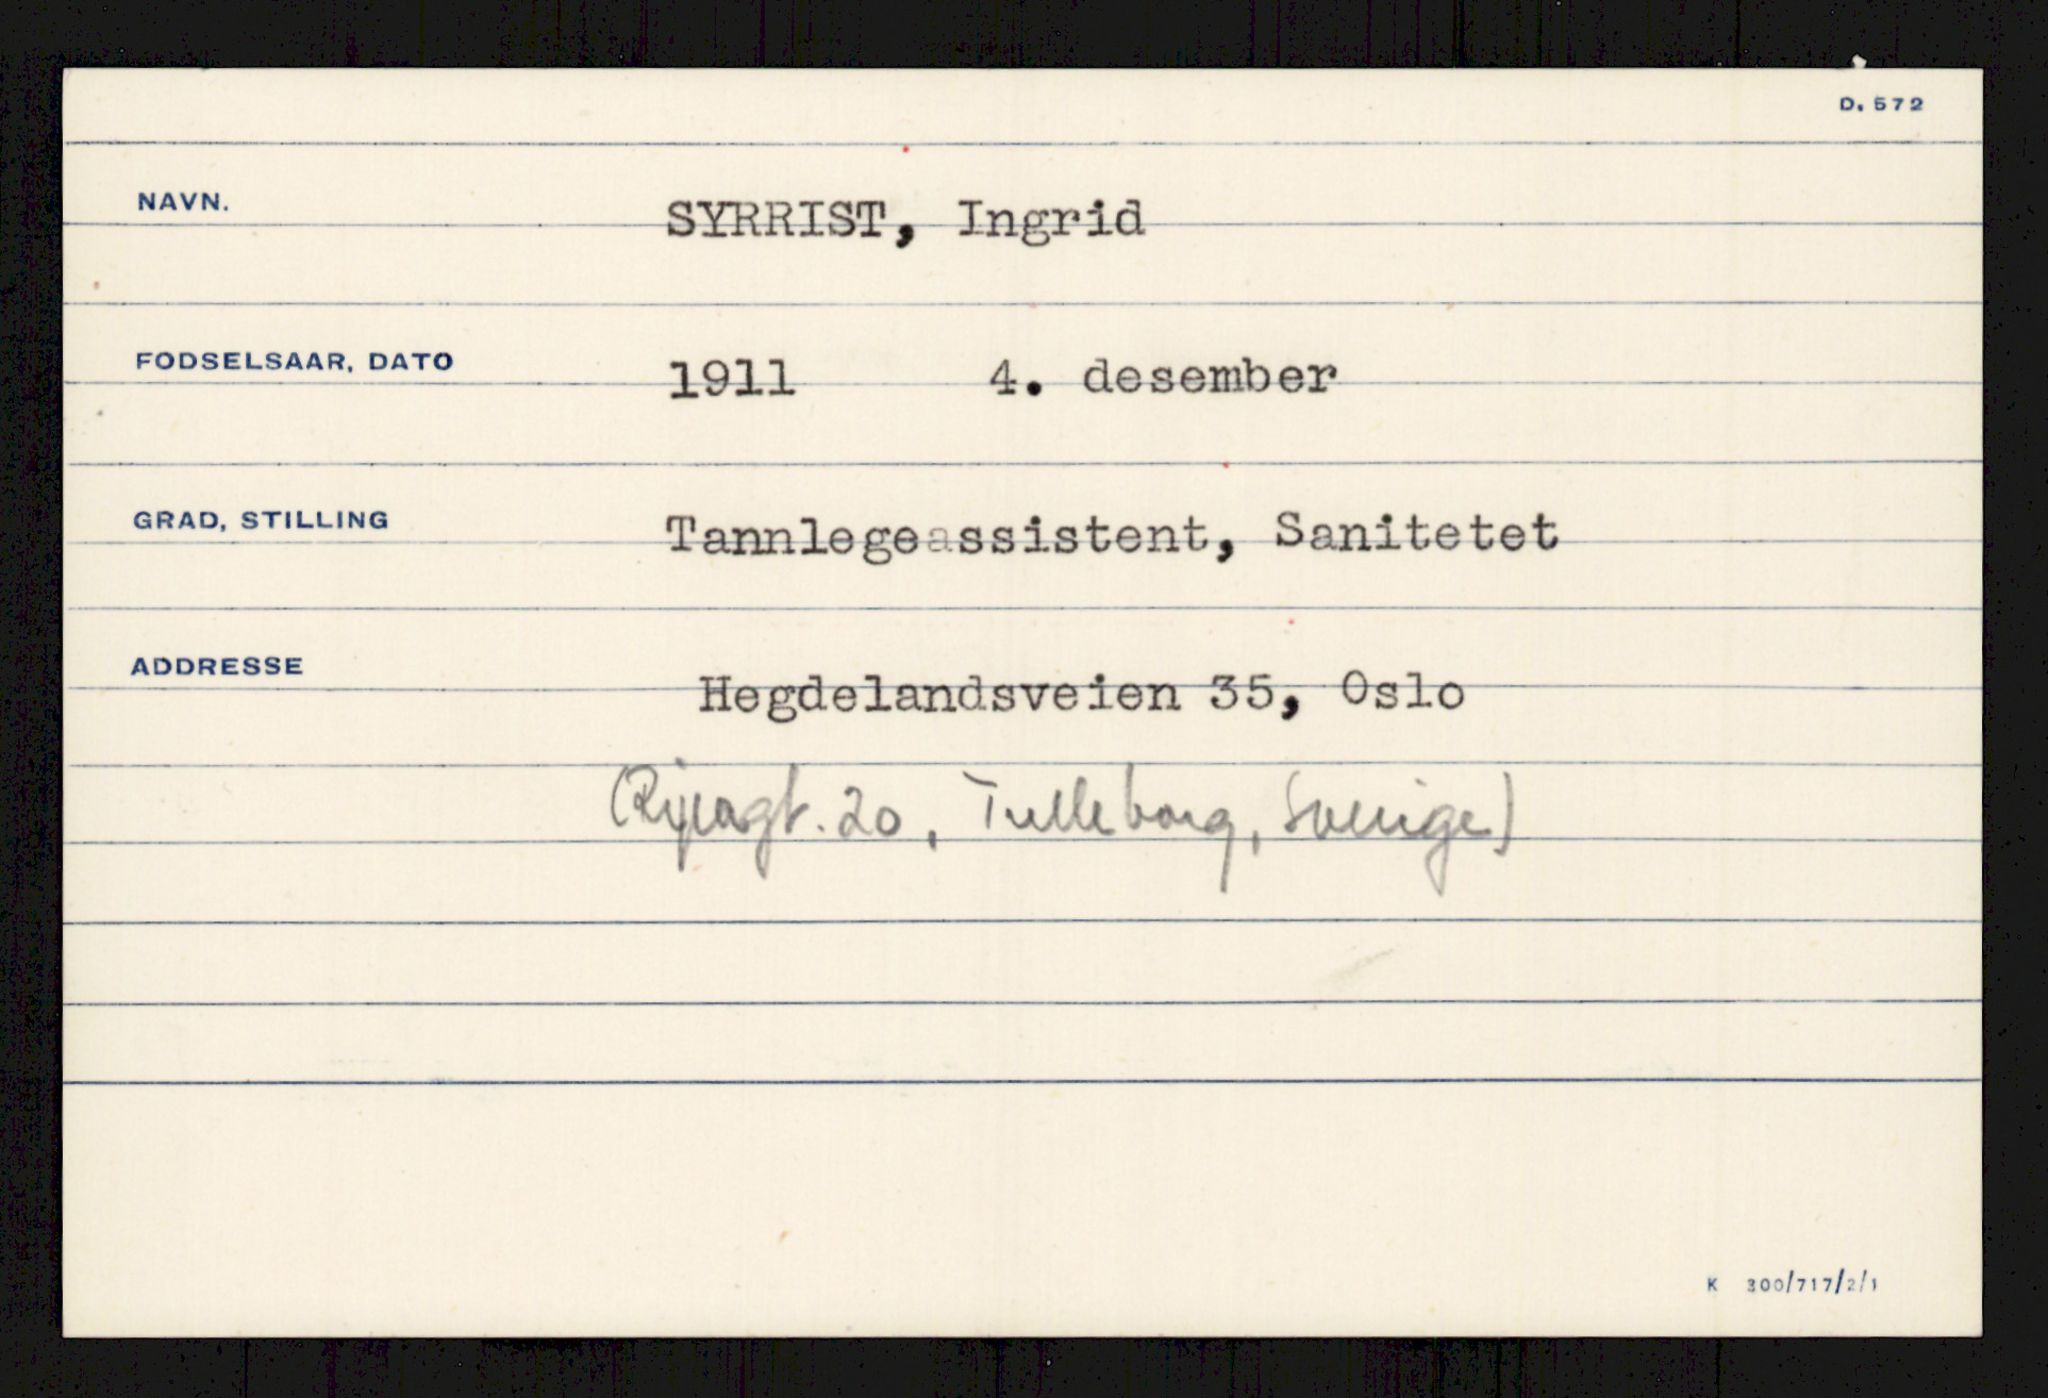 D. 572
NAVN. SYRRIST, Ingrid
FODSELSAAR, DATO 1911 4. desember
GRAD, STILLING Tannlegeassistent, Sanitetet
ADDRESSE Hegdelandsveien 35, Oslo
20, Trelleborg, Sverige)
K 300/717/2/1